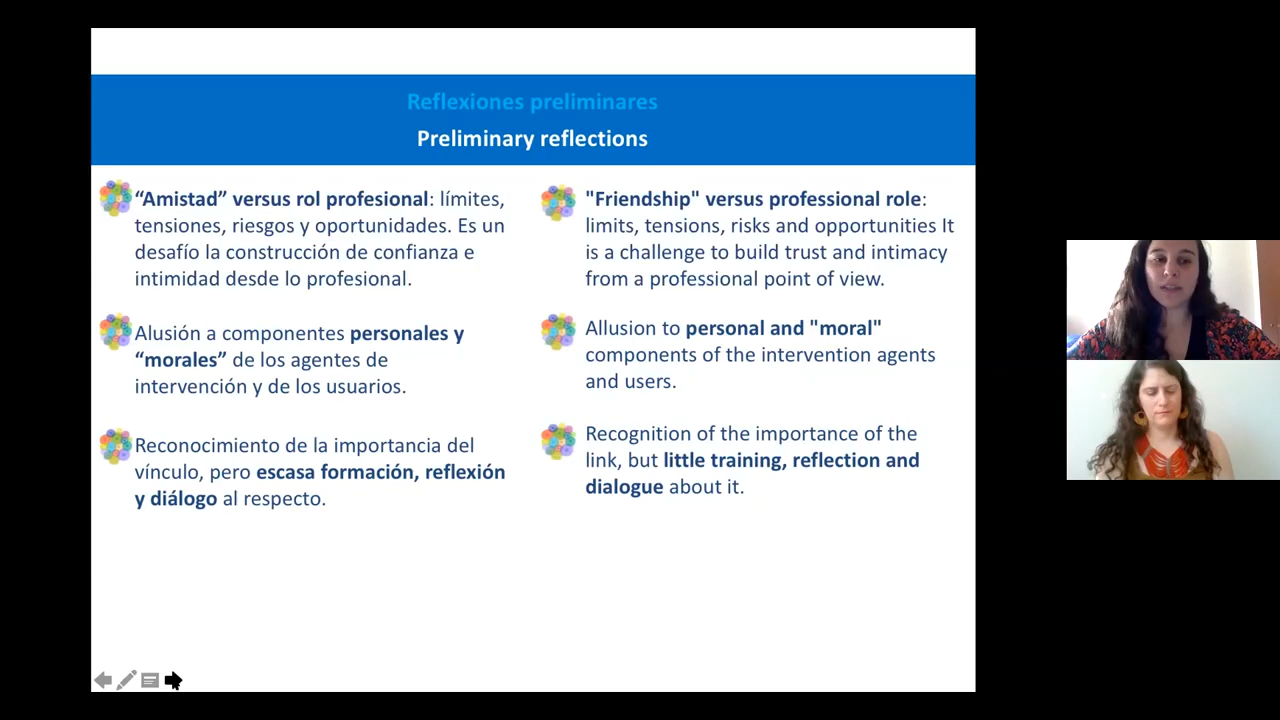 Reflexiones preliminares
Preliminary reflections
“Amistad” versus rol profesional: límites,
tensiones, riesgos y oportunidades. Es un
desafío la construcción de confianza e
intimidad desde lo profesional.
Alusión a componentes personales y
“morales” de los agentes de
intervención y de los usuarios.
Reconocimiento de la importancia del
vínculo, pero escasa formación, reflexión
y diálogo al respecto.
"Friendship" versus professional role:
limits, tensions, risks and opportunities It
is a challenge to build trust and intimacy
from a professional point of view.
Allusion to personal and "moral"
components of the intervention agents
and users.
Recognition of the importance of the
link, but little training, reflection and
dialogue about it.